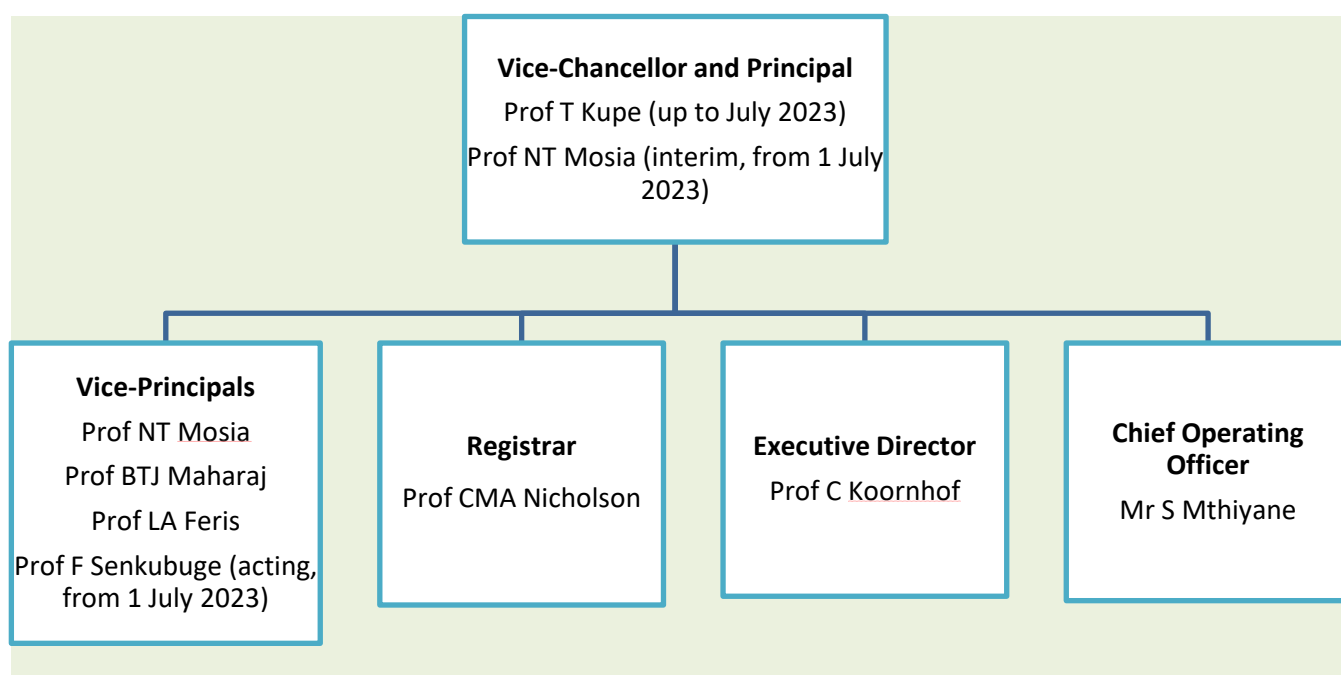 Vice-Chancellor and Principal
Prof T Kupe (up to July 2023)
Prof NT Mosia (interim, from 1 July
2023)
Vice-Principals
Prof NT Mosia
Prof BTJ Maharaj
Prof LA Feris
Prof F Senkubuge (acting,
from 1 July 2023)
Registrar
Prof CMA Nicholson
Executive Director
Prof C Koornhof
Chief Operating
Officer
Mr S Mthiyane